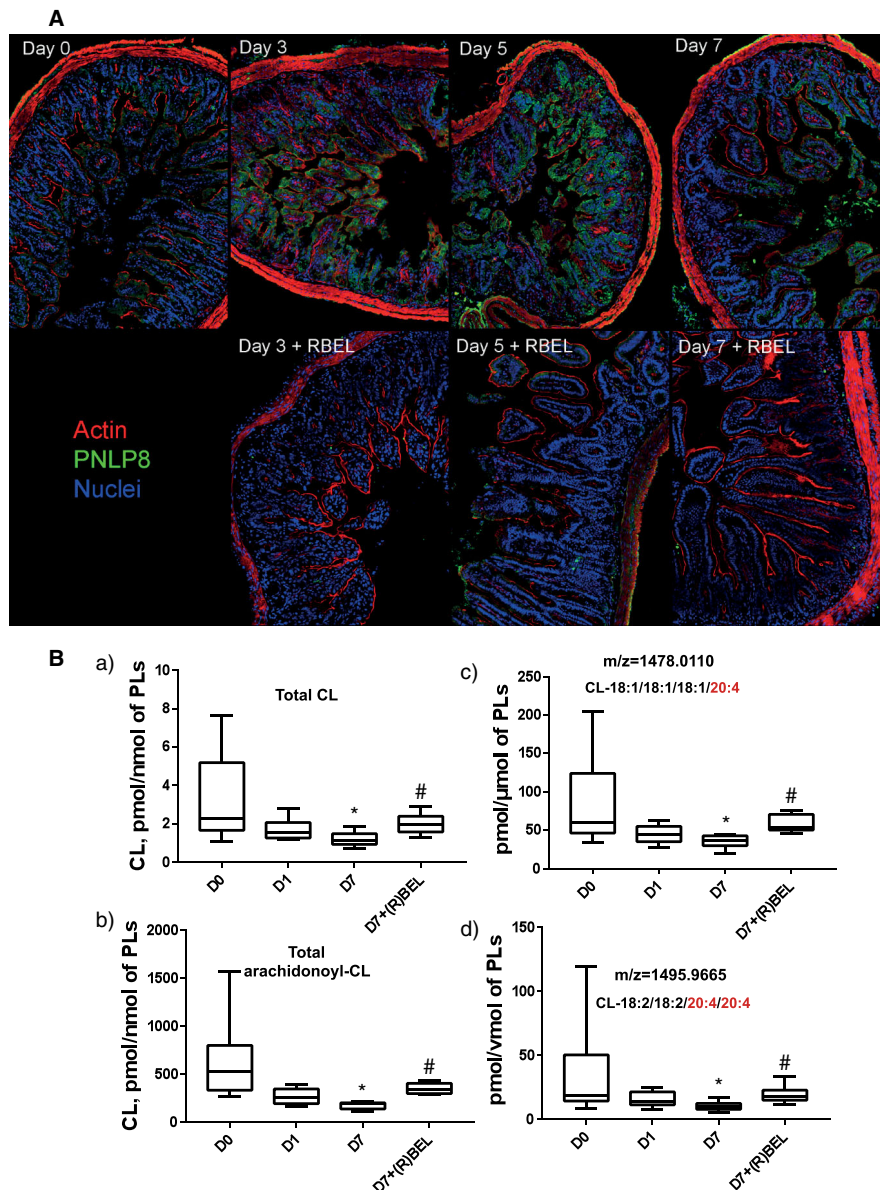 A
Day 0
Day 3
Day 5
Day 7
Day 3 + RBEL
Day 5 + RBEL
Day 7 + RBEL
Actin
PNLP8
Nuclei
B
a)
Total CL
CL, pmol/nmol of PLs
10
8
6
4
2
0
D0
D1
D7
D7+(R)BEL
*
#
b)
Total
arachidonoyl-CL
CL, pmol/nmol of PLs
2000
1500
1000
500
0
D0
D1
D7
D7+(R)BEL
*
#
c)
m/z=1478.0110
CL-18:1/18:1/18:1/20:4
pmol/µmol of PLs
250
200
150
100
50
0
D0
D1
D7
D7+(R)BEL
*
#
d)
m/z=1495.9665
CL-18:2/18:2/20:4/20:4
pmol/vmol of PLs
150
100
50
0
D0
D1
D7
D7+(R)BEL
*
#